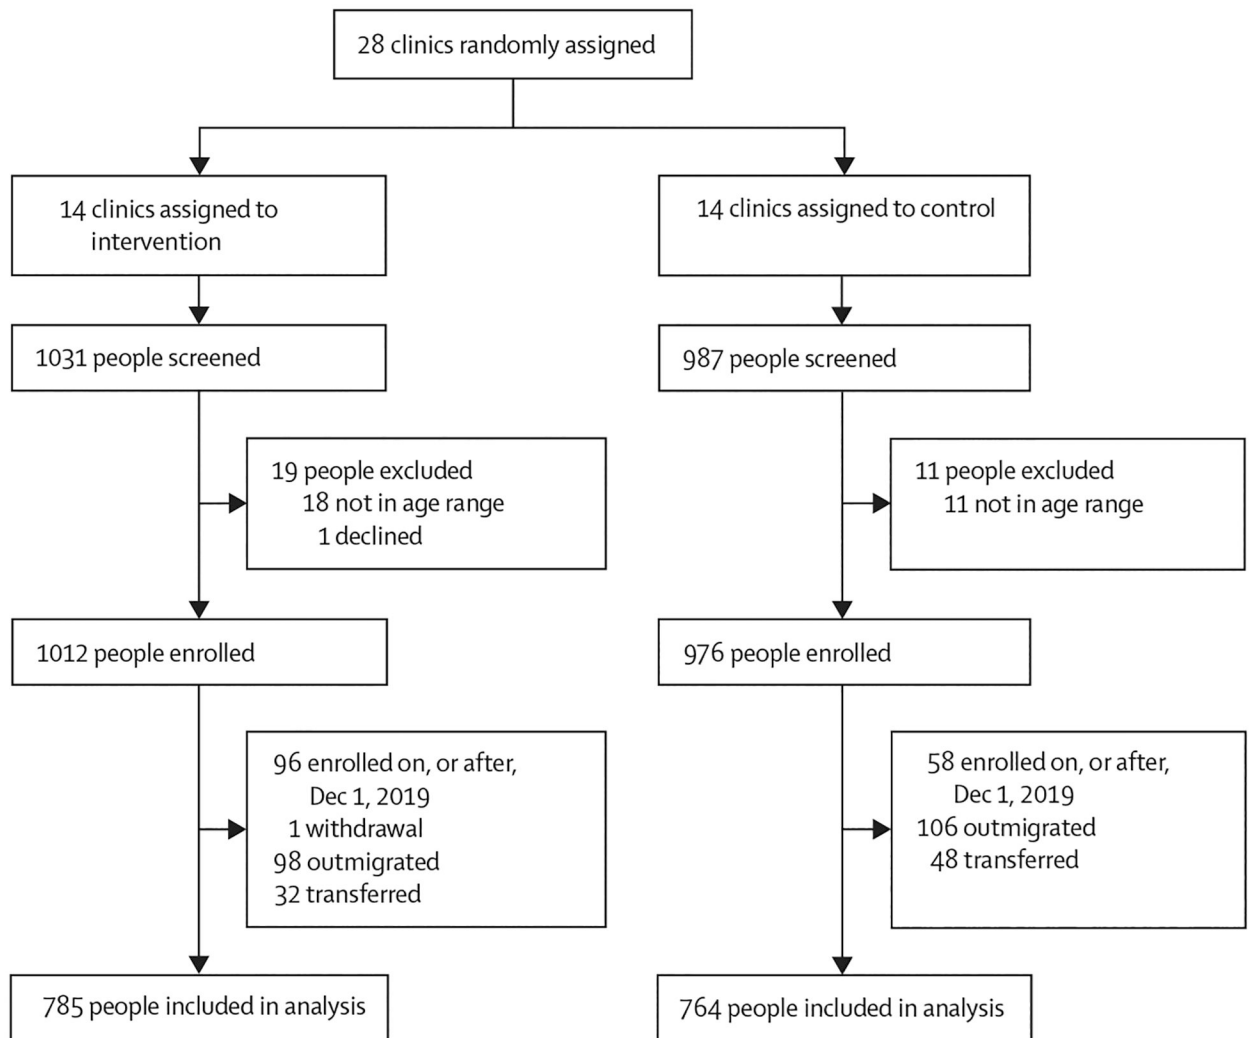 28 clinics randomly assigned
14 clinics assigned to
intervention
14 clinics assigned to control
1031 people screened
987 people screened
19 people excluded
18 not in age range
1 declined
11 people excluded
11 not in age range
1012 people enrolled
976 people enrolled
96 enrolled on, or after,
Dec 1, 2019
1 withdrawal
98 outmigrated
32 transferred
58 enrolled on, or after,
Dec 1, 2019
106 outmigrated
48 transferred
785 people included in analysis
764 people included in analysis